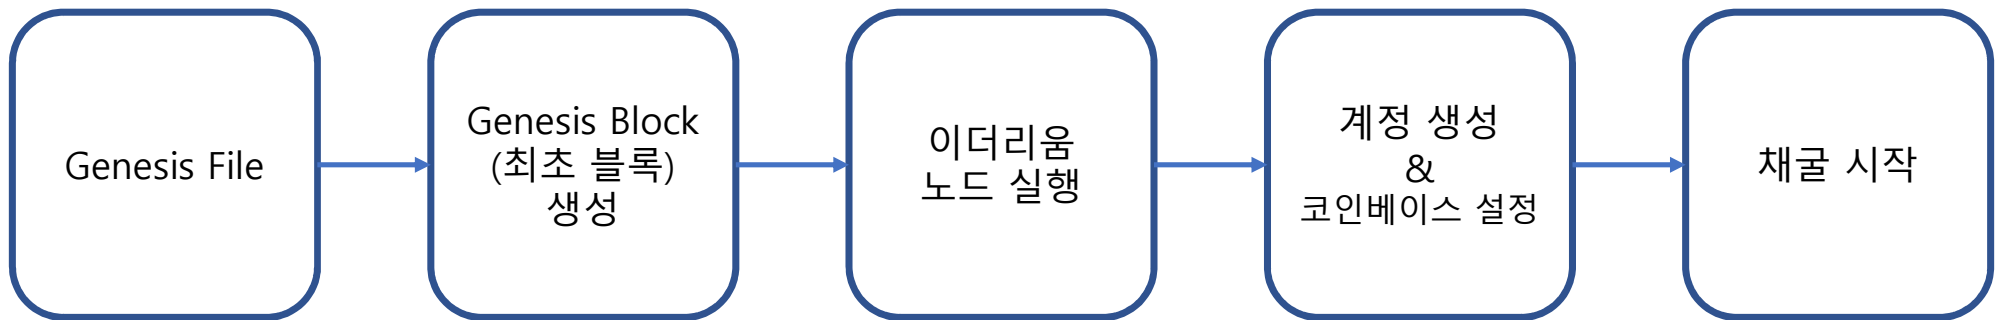 Genesis File
Genesis Block
(최초 블록)
생성
이더리움
노드 실행
계정 생성
&
코인베이스 설정
채굴 시작